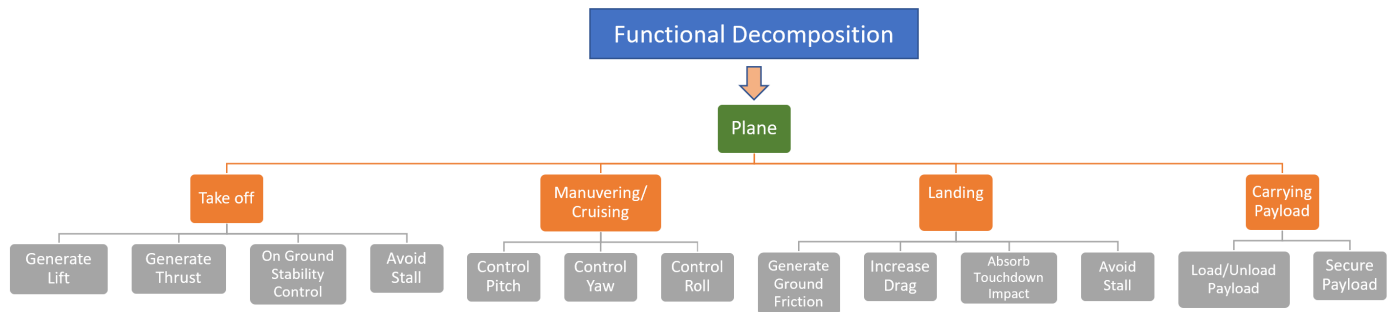 Functional Decomposition
Plane
Take off
Manuvering/
Cruising
Landing
Carrying
Payload
Generate
Lift
Generate
Thrust
On Ground
Stability
Control
Avoid
Stall
Control
Pitch
Control
Yaw
Control
Roll
Generate
Ground
Friction
Increase
Drag
Absorb
Touchdown
Impact
Avoid
Stall
Load/Unload
Payload
Secure
Payload